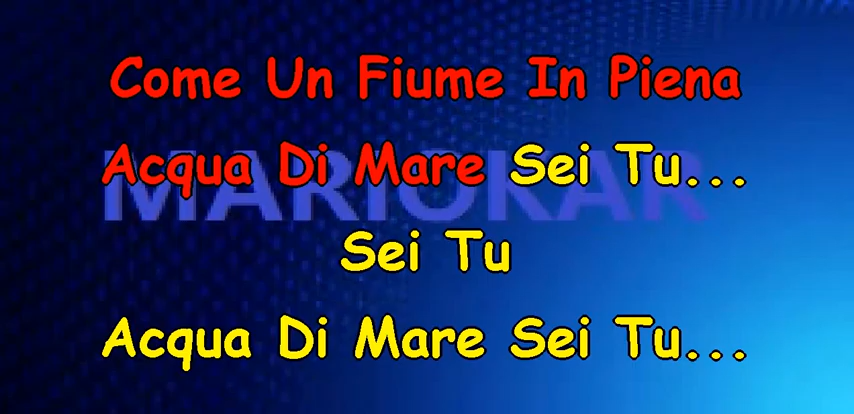 Come Un Fiume In Piena
Acqua Di Mare Sei Tu...
MARIOKAR
Sei Tu
Acqua Di Mare Sei Tu...